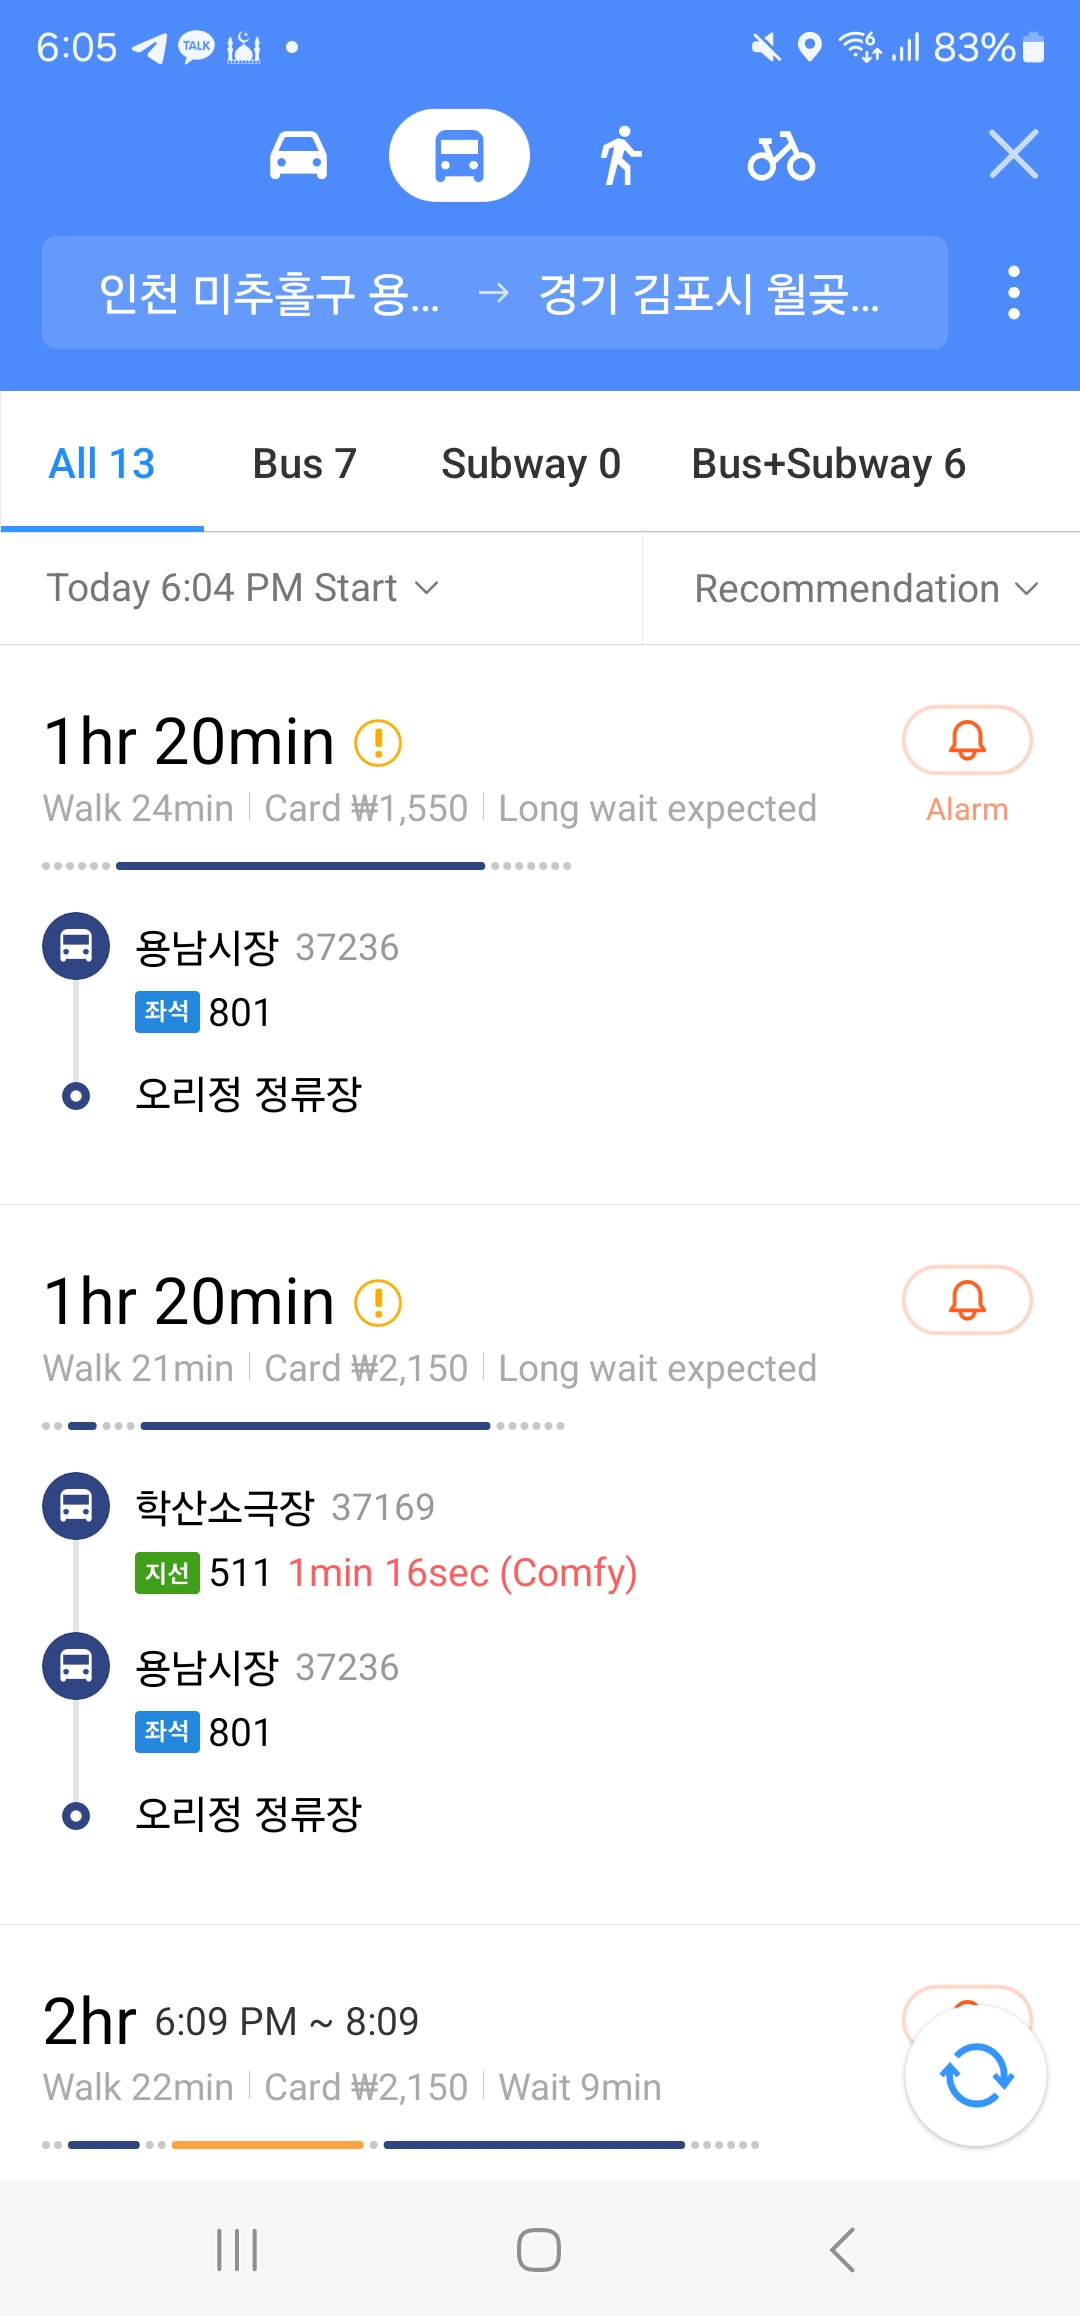 6:05 TALK 6 83%
인천 미추홀구 용... → 경기 김포시 월곶...
All 13 Bus 7 Subway 0 Bus+Subway 6
Today 6:04 PM Start Recommendation
1hr 20min
Walk 24min Card ₩1,550 Long wait expected
Alarm
용남시장 37236
좌석 801
오리정 정류장
1hr 20min
Walk 21min Card ₩2,150 Long wait expected
학산소극장 37169
지선 511 1min 16sec (Comfy)
용남시장 37236
좌석 801
오리정 정류장
2hr 6:09 PM ~ 8:09
Walk 22min Card ₩2,150 Wait 9min